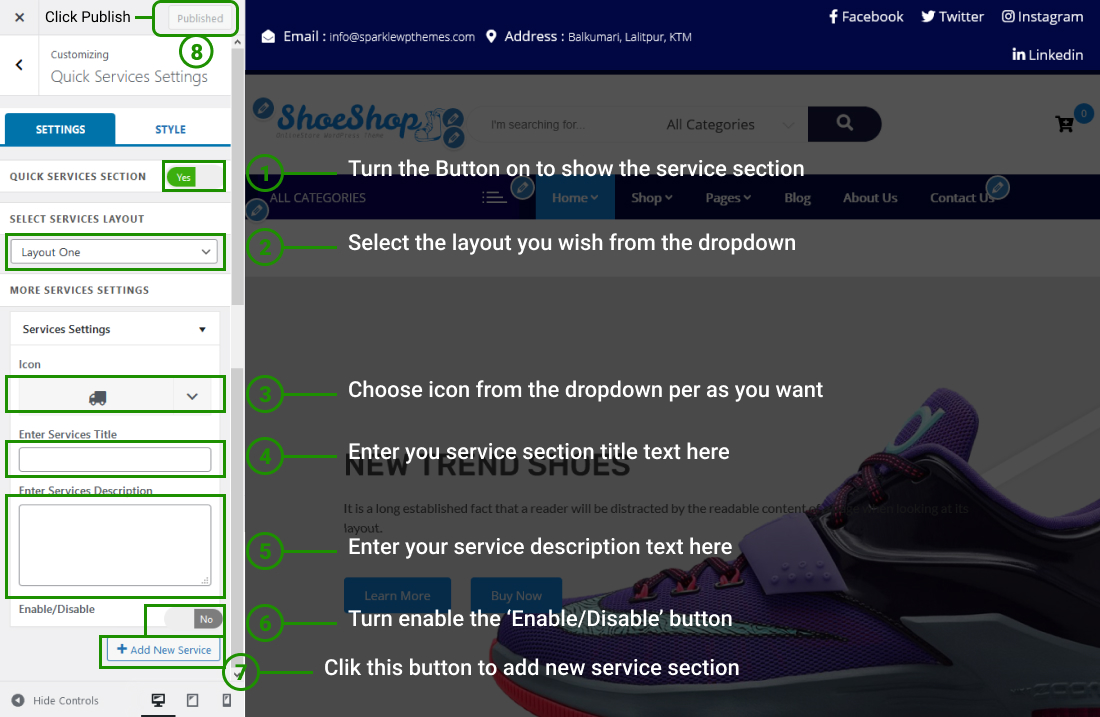 Click Publish
Published
8
Customizing
Quick Services Settings
SETTINGS
STYLE
QUICK SERVICES SECTION
Yes
SELECT SERVICES LAYOUT
Layout One
MORE SERVICES SETTINGS
Services Settings
Icon
Enter Services Title
Enter Services Description
Enable/Disable
No
Add New Service
Hide Controls
Facebook
Twitter
Instagram
Email : info@sparklewpthemes.com
Address : Balkumari, Lalitpur, KTM
Linkedin
ShoeShop
I'm searching for...
All Categories
0
1 Turn the Button on to show the service section
ALL CATEGORIES
Home
Shop
Pages
Blog
About Us
Contact Us
2 Select the layout you wish from the dropdown
3 Choose icon from the dropdown per as you want
4 Enter you service section title text here
NEW TREND SHOES
It is a long established fact that a reader will be distracted by the readable content of a page when looking at its
layout.
5 Enter your service description text here
Learn More
Buy Now
6 Turn enable the ‘Enable/Disable’ button
7 Clik this button to add new service section